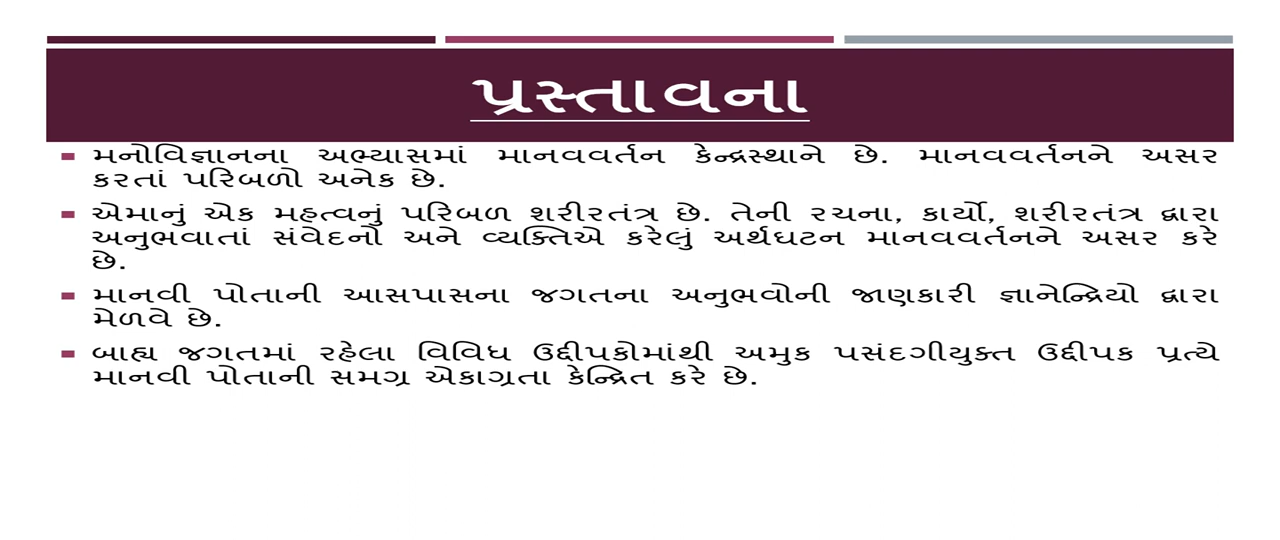 પ્રસ્તાવના
મનોવિજ્ઞાનના અભ્યાસમાં માનવવર્તન કેન્દ્રસ્થાને છે. માનવવર્તનને અસર
કરતાં પરિબળો અનેક છે.
એમાનું એક મહત્વનું પરિબળ શરીરતંત્ર છે. તેની રચના, કાર્યો, શરીરતંત્ર દ્વારા
અનુભવાતાં સંવેદનો અને વ્યક્તિએ કરેલું અર્થઘટન માનવવર્તનને અસર કરે
છે.
માનવી પોતાની આસપાસના જગતના અનુભવોની જાણકારી જ્ઞાનેન્દ્રિયો દ્વારા
મેળવે છે.
બાહ્ય જગતમાં રહેલા વિવિધ ઉદ્દીપકોમાંથી અમુક પસંદગીયુક્ત ઉદ્દીપક પ્રત્યે
માનવી પોતાની સમગ્ર એકાગ્રતા કેન્દ્રિત કરે છે.